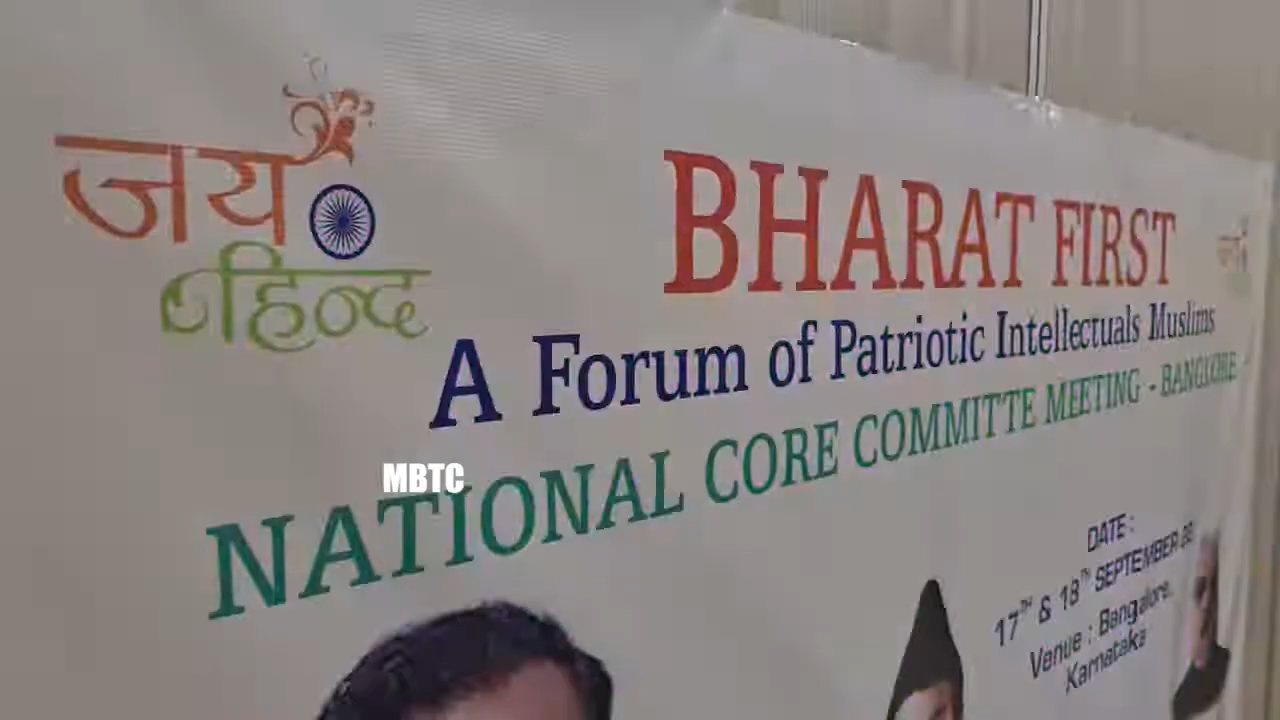 जय
हिन्द
BHARAT FIRST
A Forum of Patriotic Intellectuals Muslims
NATIONAL CORE COMMITTE MEETING - BANGLORE
MBTC
DATE :
17TH & 18TH SEPTEMBER
Venue : Bangalore,
Karnataka